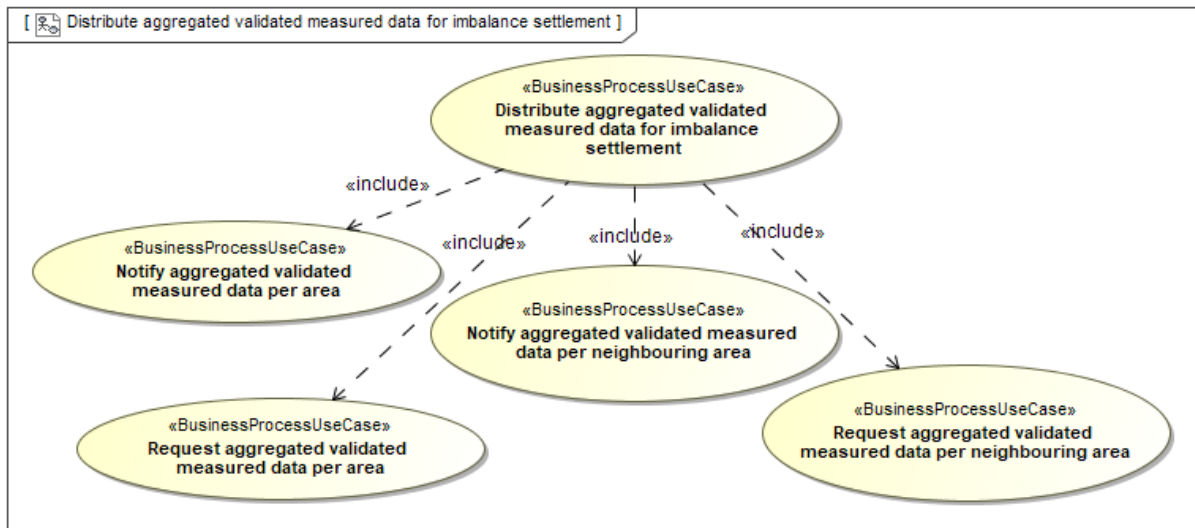 [ Distribute aggregated validated measured data for imbalance settlement ]
«BusinessProcessUseCase»
Distribute aggregated validated
measured data for imbalance
settlement
«include»
«include»
«include»
«include»
«BusinessProcessUseCase»
Notify aggregated validated
measured data per area
«BusinessProcessUseCase»
Notify aggregated validated measured
data per neighbouring area
«BusinessProcessUseCase»
Request aggregated validated
measured data per area
«BusinessProcessUseCase»
Request aggregated validated
measured data per neighbouring area